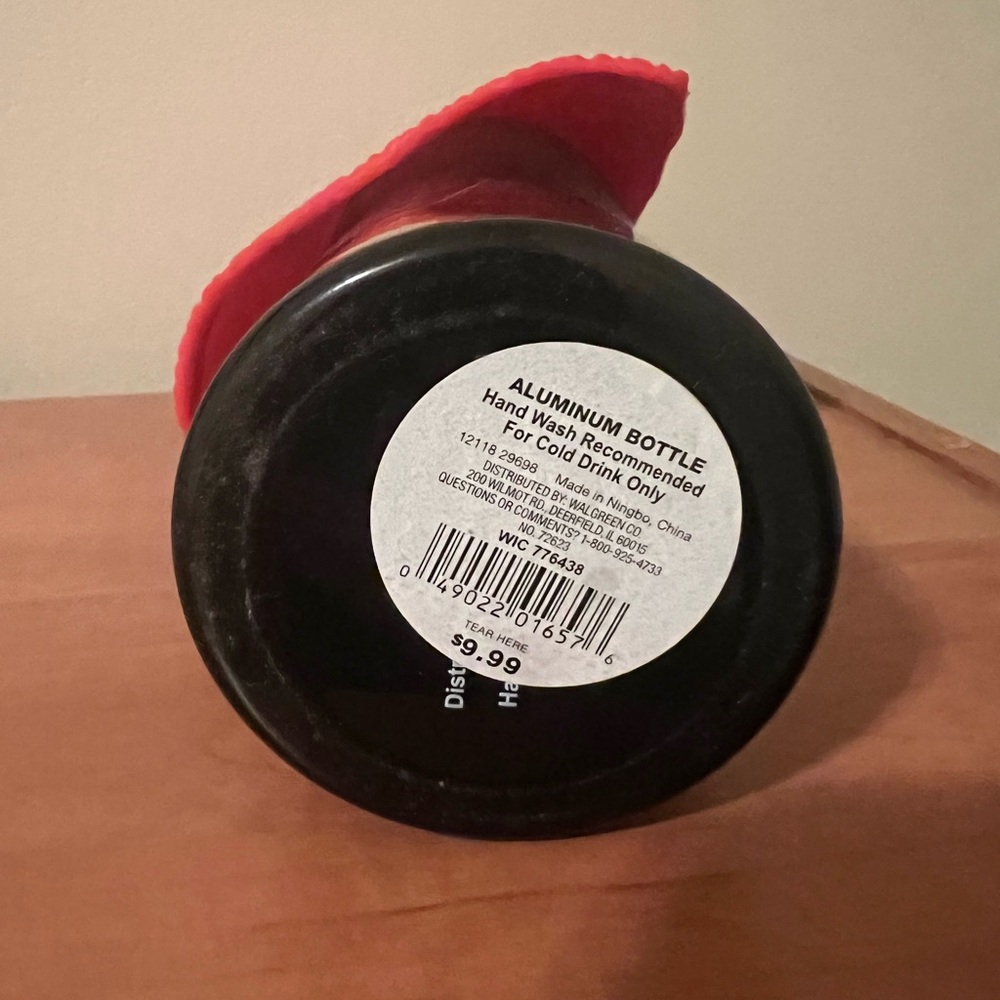 ALUMINUM BOTTLE
Hand Wash Recommended
For Cold Drink Only
12118 29698 Made in Ningbo, China
DISTRIBUTED BY: WALGREEN CO.
200 WILMOT RD., DEERFIELD, IL 60015
QUESTIONS OR COMMENTS? 1-800-925-4733
NO. 72623
WIC 776438
0 49022 01657 6
TEAR HERE
$9.99
Dist
Ha